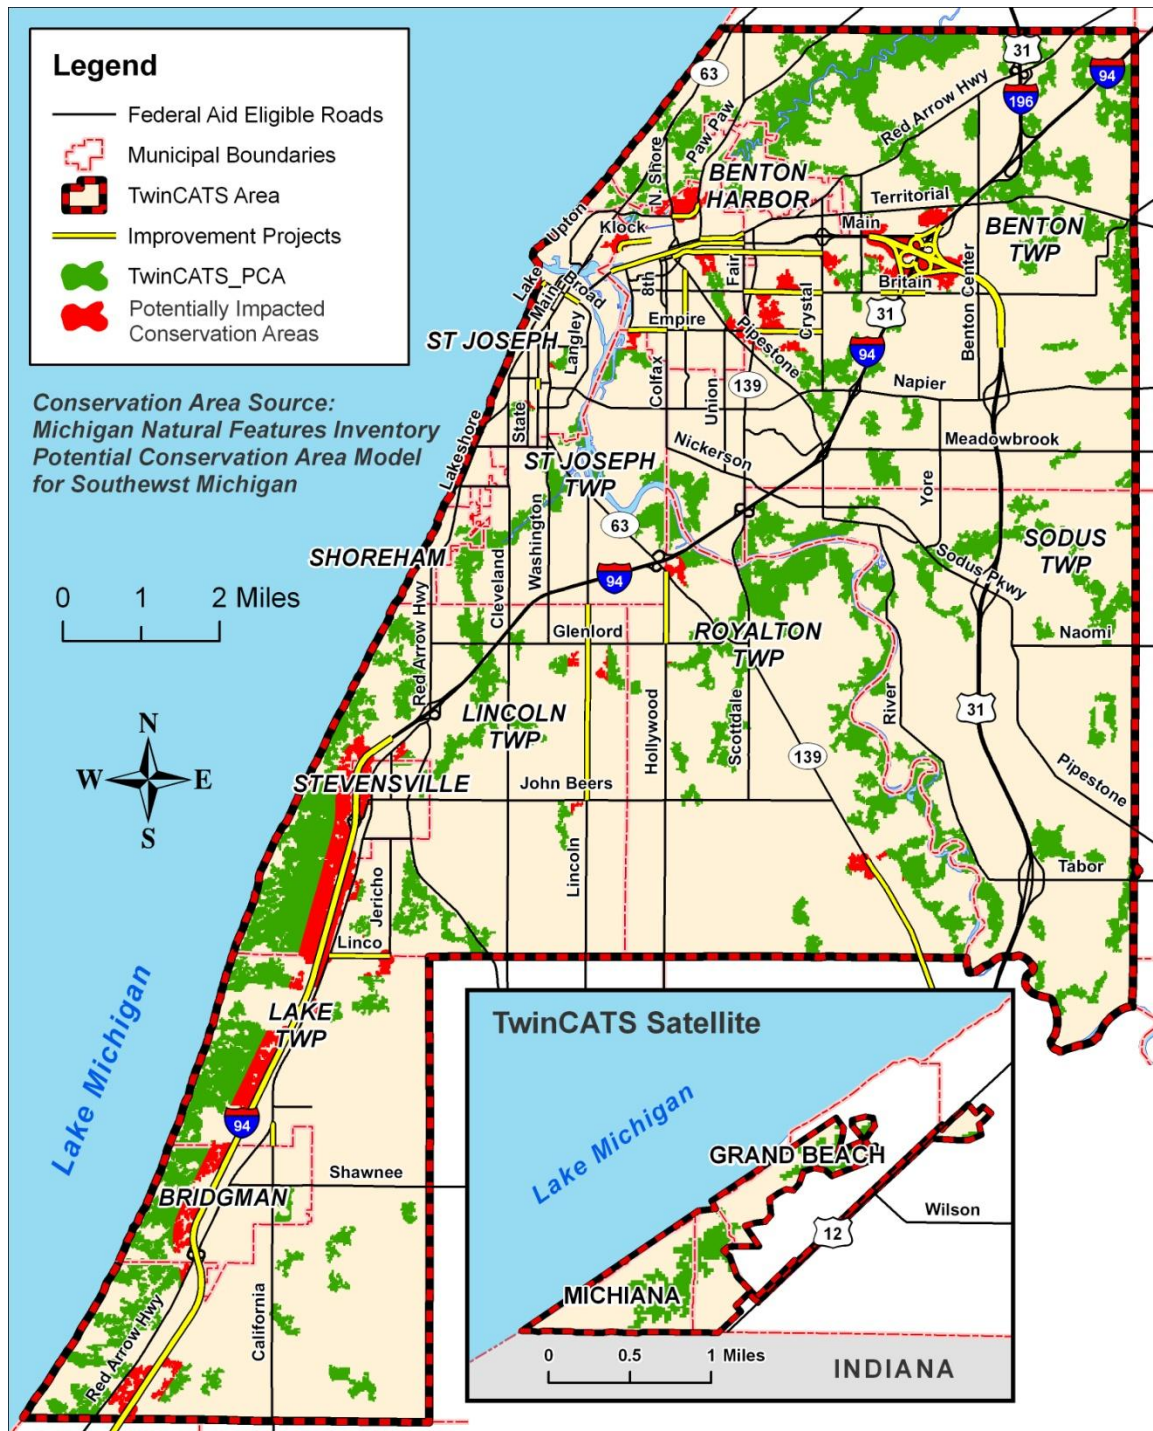 Legend
Federal Aid Eligible Roads
Municipal Boundaries
TwinCATS Area
Improvement Projects
TwinCATS_PCA
Potentially Impacted
Conservation Areas
Conservation Area Source:
Michigan Natural Features Inventory
Potential Conservation Area Model
for Southewst Michigan
0 1 2 Miles
N
W E
S
31
94
63
196
Red Arrow Hwy
Paw Paw
N. Shore
BENTON
HARBOR
Territorial
Upton
Klock
Main
BENTON
TWP
Lake
Main
Broad
8th
Fair
Britain
Crystal
Benton Center
31
Langley
Empire
Pipestone
ST JOSEPH
94
139
Colfax
Union
Napier
State
Lakeshore
Nickerson
Meadowbrook
ST JOSEPH
TWP
Yore
Washington
63
SHOREHAM
Cleveland
94
Sodus Pkwy
SODUS
TWP
Red Arrow Hwy
Glenlord
ROYALTON
TWP
Naomi
River
31
LINCOLN
TWP
Hollywood
Scottdale
139
STEVENSVILLE
John Beers
Pipestone
Lincoln
Tabor
Jericho
Linco
LAKE
TWP
Lake Michigan
94
Shawnee
BRIDGMAN
California
Red Arrow Hwy
TwinCATS Satellite
Lake Michigan
GRAND BEACH
Wilson
12
MICHIANA
0 0.5 1 Miles
INDIANA